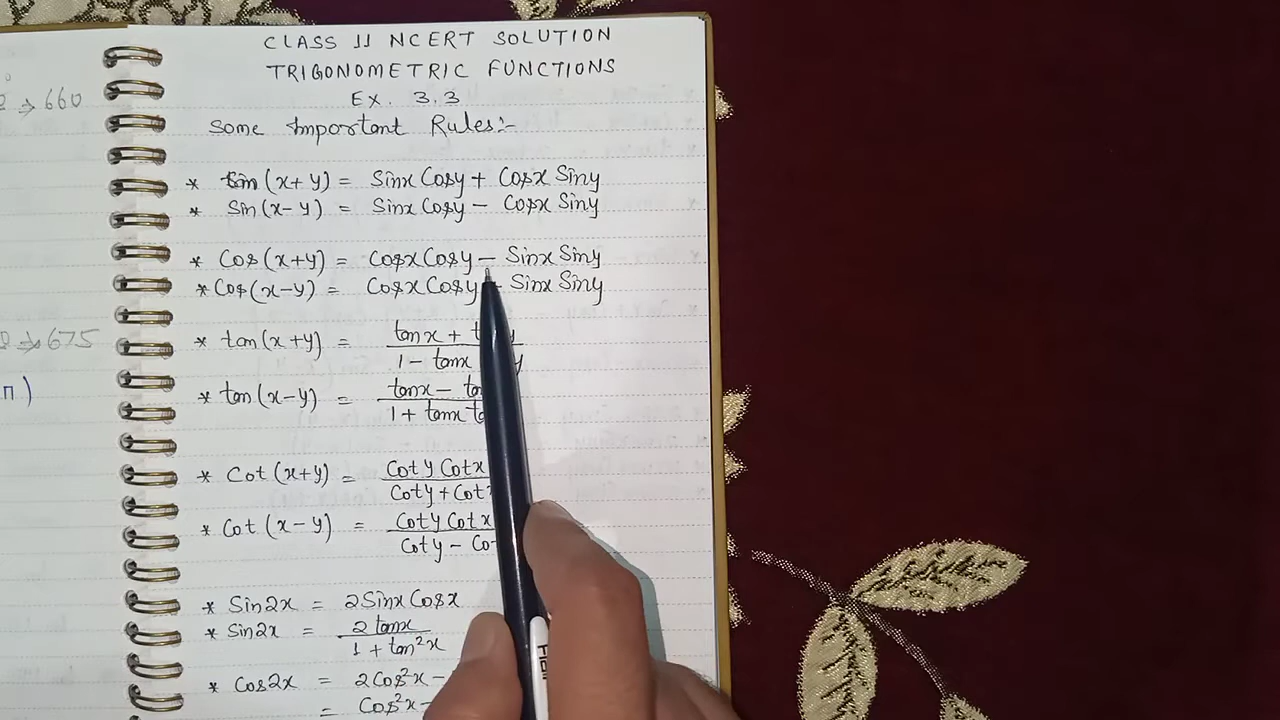 CLASS 11 NCERT SOLUTION
TRIGONOMETRIC FUNCTIONS
EX. 3.3
Some Important Rules:-
* Sin (x+y) = Sinx Cosy + Cosx Siny
* Sin(x-y) = Sinx Cosy - Cosx Siny
* Cos (x+y) = Cosx Cosy - Sinx Siny
* Cos(x-y) = Cosx Cosy Sinx Siny
* tan(x+y) = tanx +
1 - tanx
* tan(x-y) = tanx -
1 + tanx
* Cot (x+y) = Coty Cotx
Coty + Cotx
* Cot (x-y) = Coty Cotx
Coty -
* Sin2x = 2Sinx Cosx
* Sin2x = 2 tanx
1 + tan²x
* Cos2x = 2Cos²x -
= Cos²x -
660
675
π)